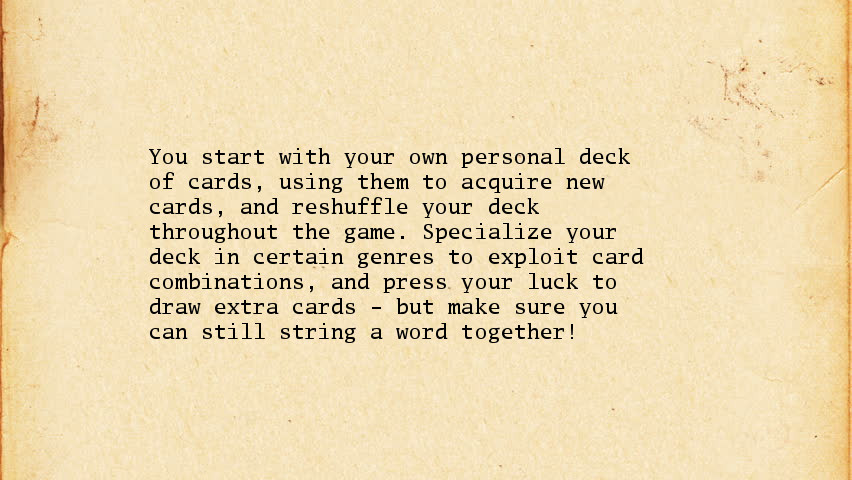 You start with your own personal deck
of cards, using them to acquire new
cards, and reshuffle your deck
throughout the game. Specialize your
deck in certain genres to exploit card
combinations, and press your luck to
draw extra cards – but make sure you
can still string a word together!